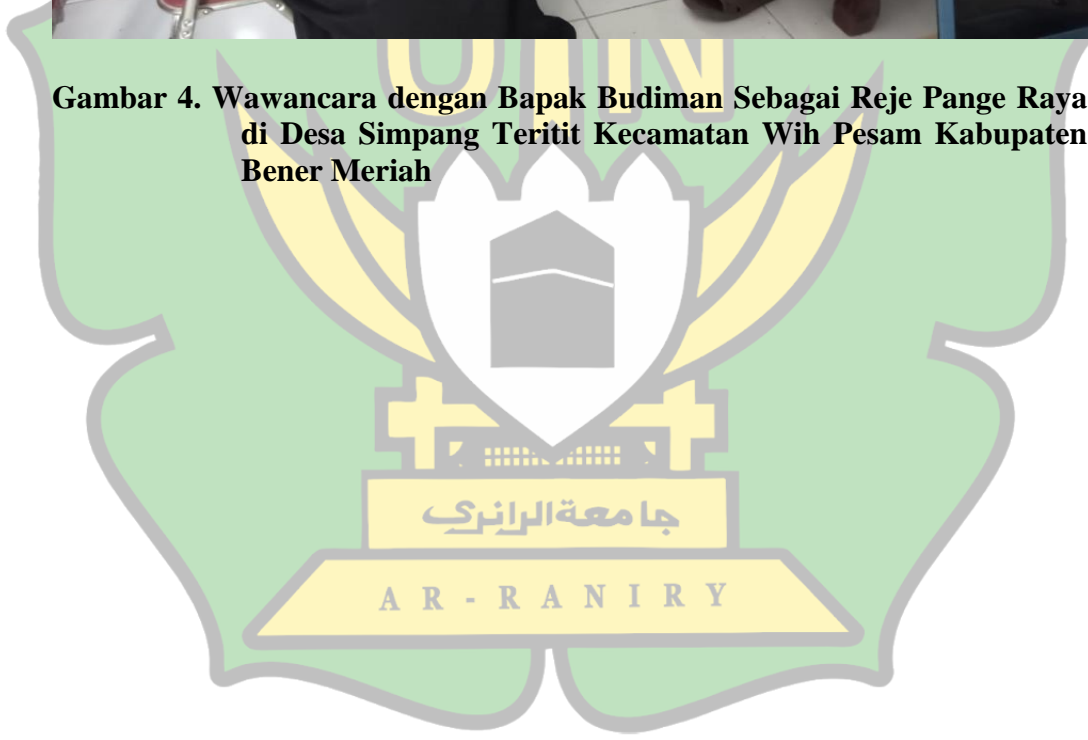 UIN
Gambar 4. Wawancara dengan Bapak Budiman Sebagai Reje Pange Raya
di Desa Simpang Teritit Kecamatan Wih Pesam Kabupaten
Bener Meriah
جامعةالرانري
AR-RANIRY